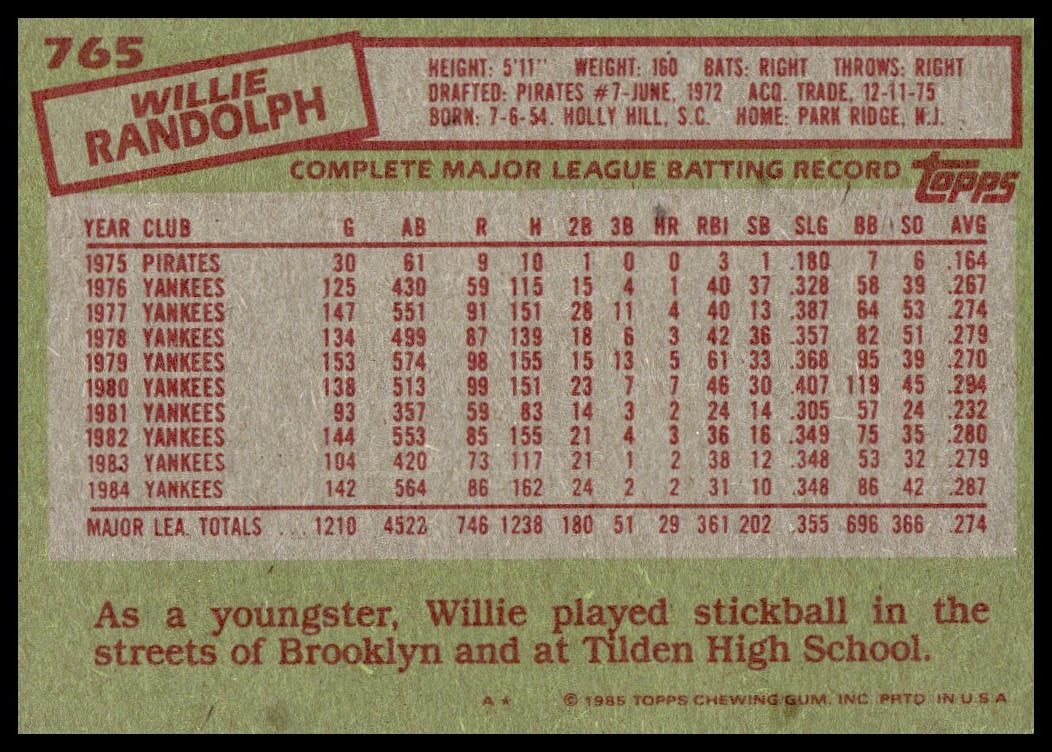 765
WILLIE
RANDOLPH
HEIGHT: 5'11" WEIGHT: 160 BATS: RIGHT THROWS: RIGHT
DRAFTED: PIRATES #7-JUNE, 1972 ACQ. TRADE, 12-11-75
BORN: 7-6-54. HOLLY HILL, S.C. HOME: PARK RIDGE, N.J.
COMPLETE MAJOR LEAGUE BATTING RECORD topps
YEAR CLUB G AB R H 2B 3B HR RBI SB SLG BB SO AVG
1975 PIRATES 30 61 9 10 1 0 0 3 1 .180 7 6 .164
1976 YANKEES 125 430 59 115 15 4 1 40 37 .328 58 39 .267
1977 YANKEES 147 551 91 151 28 11 4 40 13 .387 64 53 .274
1978 YANKEES 134 499 87 139 18 6 3 42 36 .357 82 51 .279
1979 YANKEES 153 574 98 155 15 13 5 61 33 .368 95 39 .270
1980 YANKEES 138 513 99 151 23 7 7 46 30 .407 119 45 .294
1981 YANKEES 93 357 59 83 14 3 2 24 14 .305 57 24 .232
1982 YANKEES 144 553 85 155 21 4 3 36 16 .349 75 35 .280
1983 YANKEES 104 420 73 117 21 1 2 38 12 .348 53 32 .279
1984 YANKEES 142 564 86 162 24 2 2 31 10 .348 86 42 .287
MAJOR LEA. TOTALS ... 1210 4522 746 1238 180 51 29 361 202 .355 696 366 .274
As a youngster, Willie played stickball in the
streets of Brooklyn and at Tilden High School.
A* © 1985 TOPPS CHEWING GUM, INC. PRTD. IN U.S.A